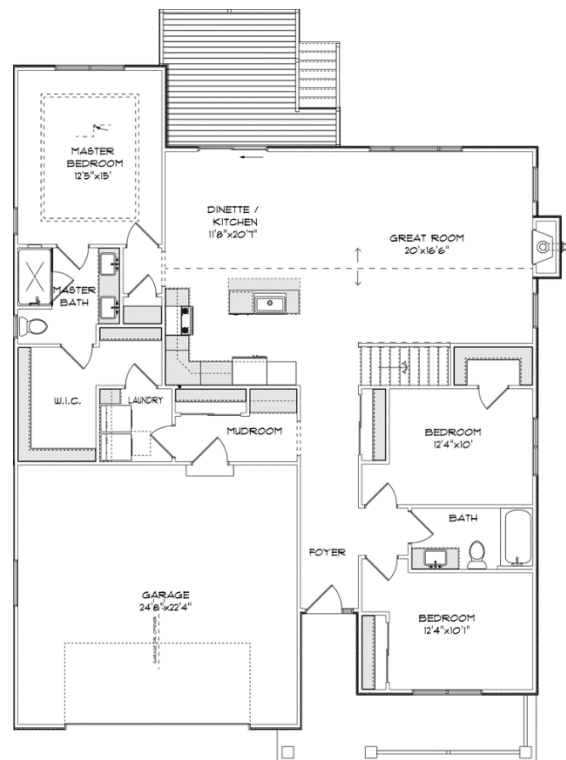 MASTER
BEDROOM
12'5"x15'
DINETTE /
KITCHEN
11'8"x20'7"
GREAT ROOM
20'x16'6"
MASTER
BATH
W.I.C.
LAUNDRY
MUDROOM
BEDROOM
12'4"x10'
BATH
FOYER
GARAGE
24'8"x22'4"
BEDROOM
12'4"x10'1"